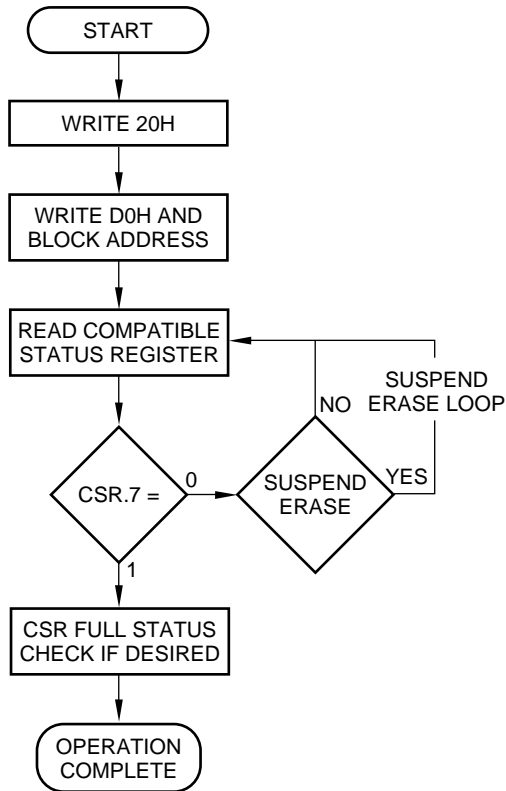 START
WRITE 20H
WRITE D0H AND
BLOCK ADDRESS
READ COMPATIBLE
STATUS REGISTER
SUSPEND
ERASE LOOP
NO
CSR.7 =
0
SUSPEND
ERASE
YES
1
CSR FULL STATUS
CHECK IF DESIRED
OPERATION
COMPLETE